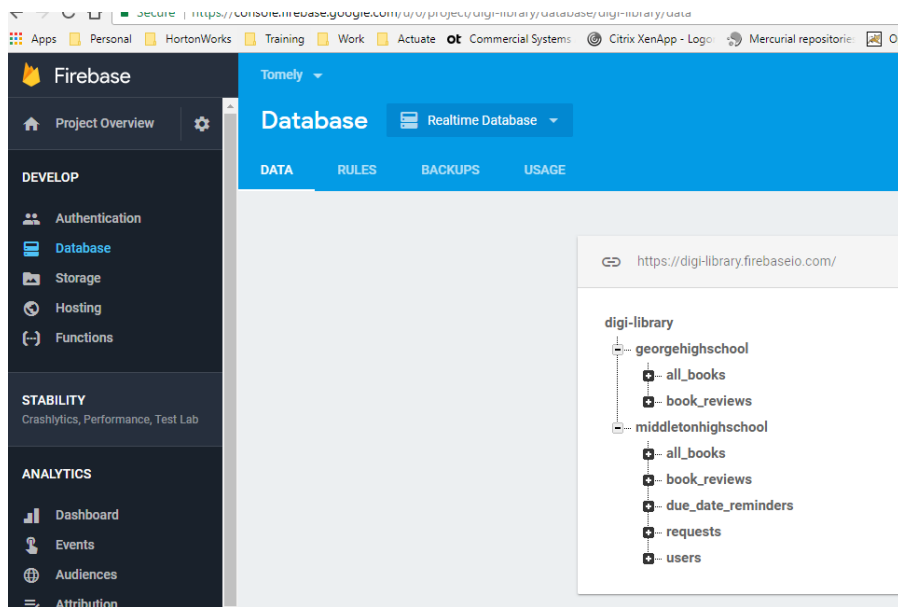 Secure | https://console.firebase.google.com/u/0/project/digi-library/database/digi-library/data
Apps Personal HortonWorks Training Work Actuate ot Commercial Systems Citrix XenApp - Logo Mercurial repositorie O
Firebase
Project Overview
DEVELOP
Authentication
Database
Storage
Hosting
Functions
STABILITY
Crashlytics, Performance, Test Lab
ANALYTICS
Dashboard
Events
Audiences
Attribution
Tomely
Database Realtime Database
DATA RULES BACKUPS USAGE
https://digi-library.firebaseio.com/
digi-library
georgehighschool
all_books
book_reviews
middletonhighschool
all_books
book_reviews
due_date_reminders
requests
users